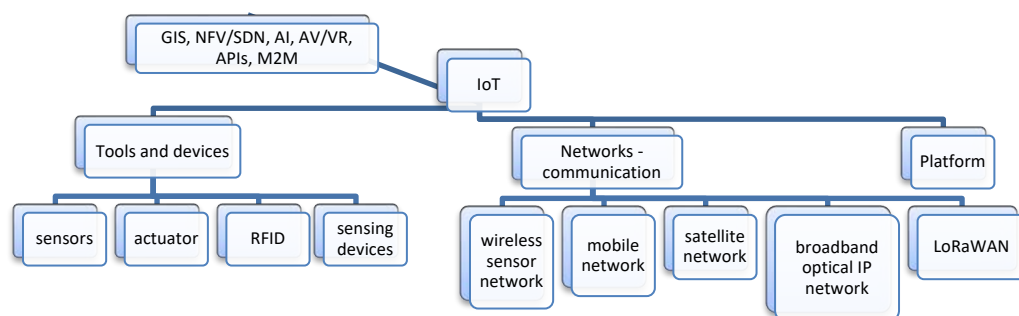 GIS, NFV/SDN, AI, AV/VR,
APIs, M2M
IoT
Tools and devices
Networks -
communication
Platform
sensors
actuator
RFID
sensing
devices
wireless
sensor
network
mobile
network
satellite
network
broadband
optical IP
network
LoRaWAN